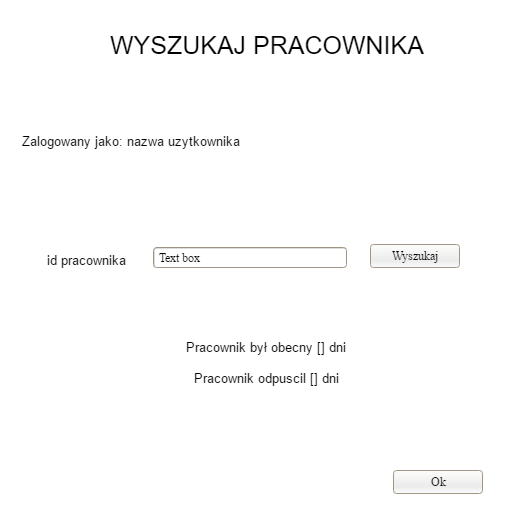 WYSZUKAJ PRACOWNIKA
Zalogowany jako: nazwa uzytkownika
id pracownika Text box Wyszukaj
Pracownik był obecny [] dni
Pracownik odpuscil [] dni
Ok